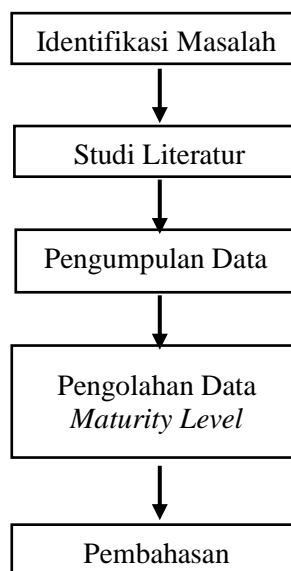 Identifikasi Masalah
Studi Literatur
Pengumpulan Data
Pengolahan Data
Maturity Level
Pembahasan